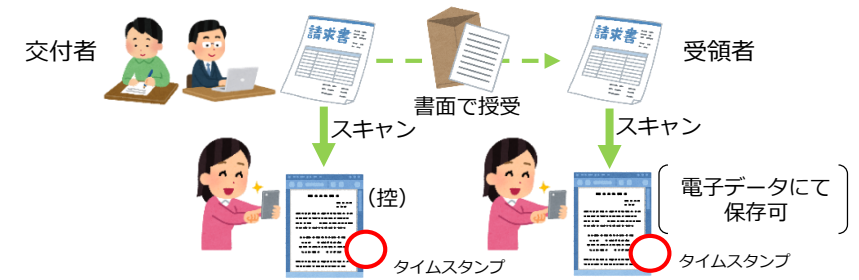 交付者
請求書
請求書
受領者
書面で授受
スキャン
スキャン
(控)
電子データにて
保存可
タイムスタンプ
タイムスタンプ